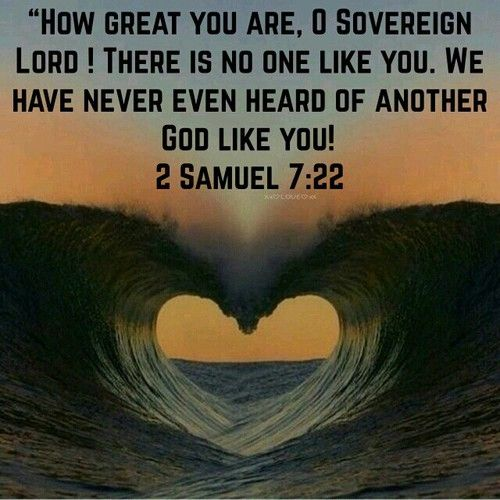 “How great you are, O Sovereign
Lord ! There is no one like you. We
have never even heard of another
God like you!
2 Samuel 7:22